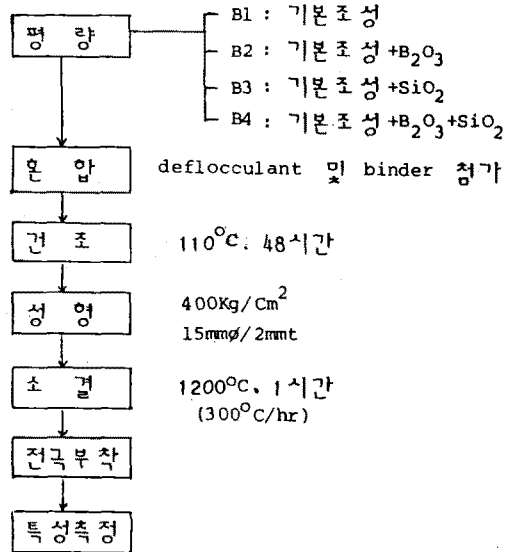 평 량
B1 : 기본조성
B2 : 기본조성+B₂O₃
B3 : 기본조성+SiO₂
B4 : 기본조성+B₂O₃+SiO₂
혼 합
deflocculant 및 binder 첨가
건 조
110°C. 48시간
성 형
400Kg/Cm²
15mmø/2mmt
소 결
1200°C. 1시간
(300°C/hr)
전극부착
특성측정